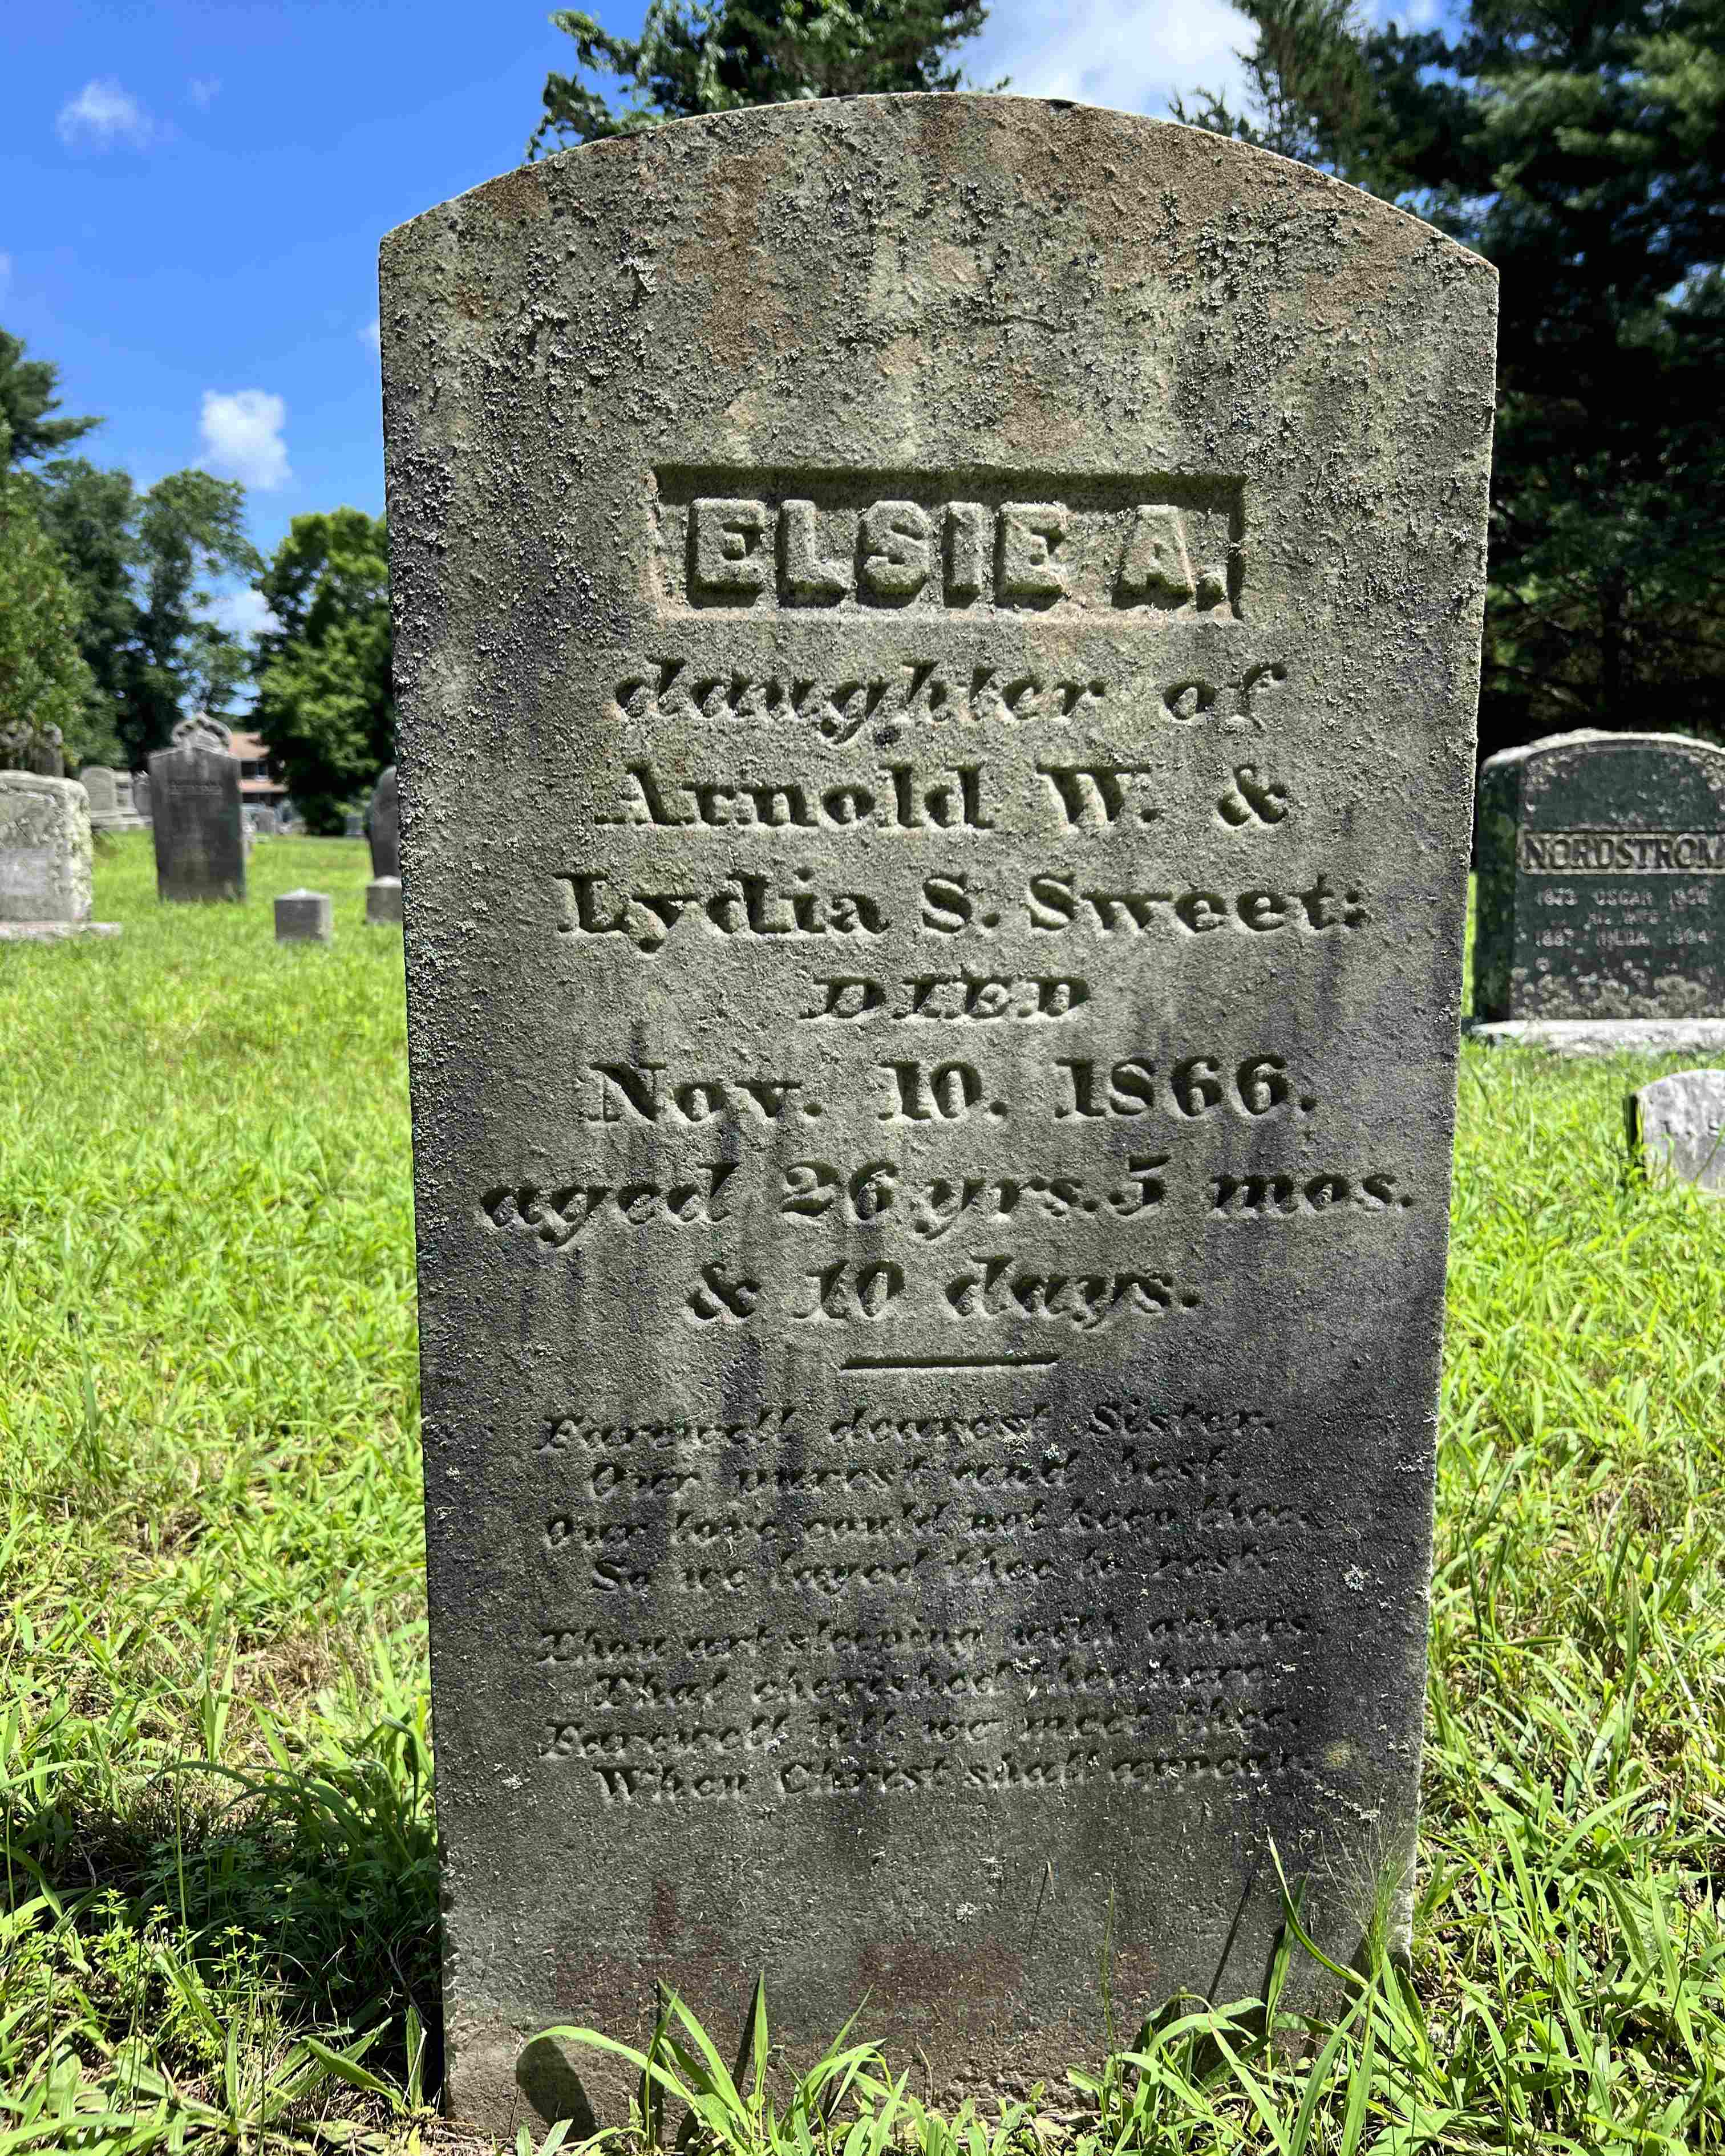 ELSIE A.
daughter of
Arnold W. &
Lydia S. Sweet:
DIED
Nov. 10. 1866.
aged 26 yrs. 5 mos.
& 10 days.
Farewell dearest Sister.
Our purest and best.
Our love could not keep thee.
So we layed thee to rest.
Thou art sleeping with others.
That cherished thee here
Farewell till we meet thee.
When Christ shall appear.
NORDSTROM
OSCAR
HIS WIFE
HILDA